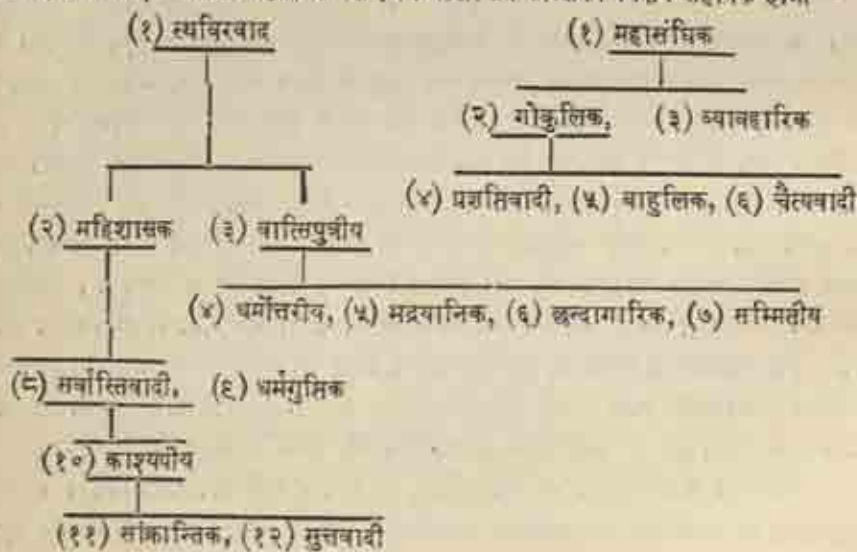 (१) स्थविरवाद
(१) महासंघिक
(२) गोकुलिक, (३) व्यावहारिक
(४) प्रज्ञप्तिवादी, (५) बाहुलिक, (६) चैत्यवादी
(२) महिशासक (३) वात्सिपुत्रीय
(४) धर्मोत्तरीय, (५) भद्रयानिक, (६) छन्दागारिक, (७) सम्मितीय
(८) सर्वास्तिवादी, (९) धर्मगुप्तिक
(१०) काश्यपीय
(११) सांक्रान्तिक, (१२) सुत्तवादी